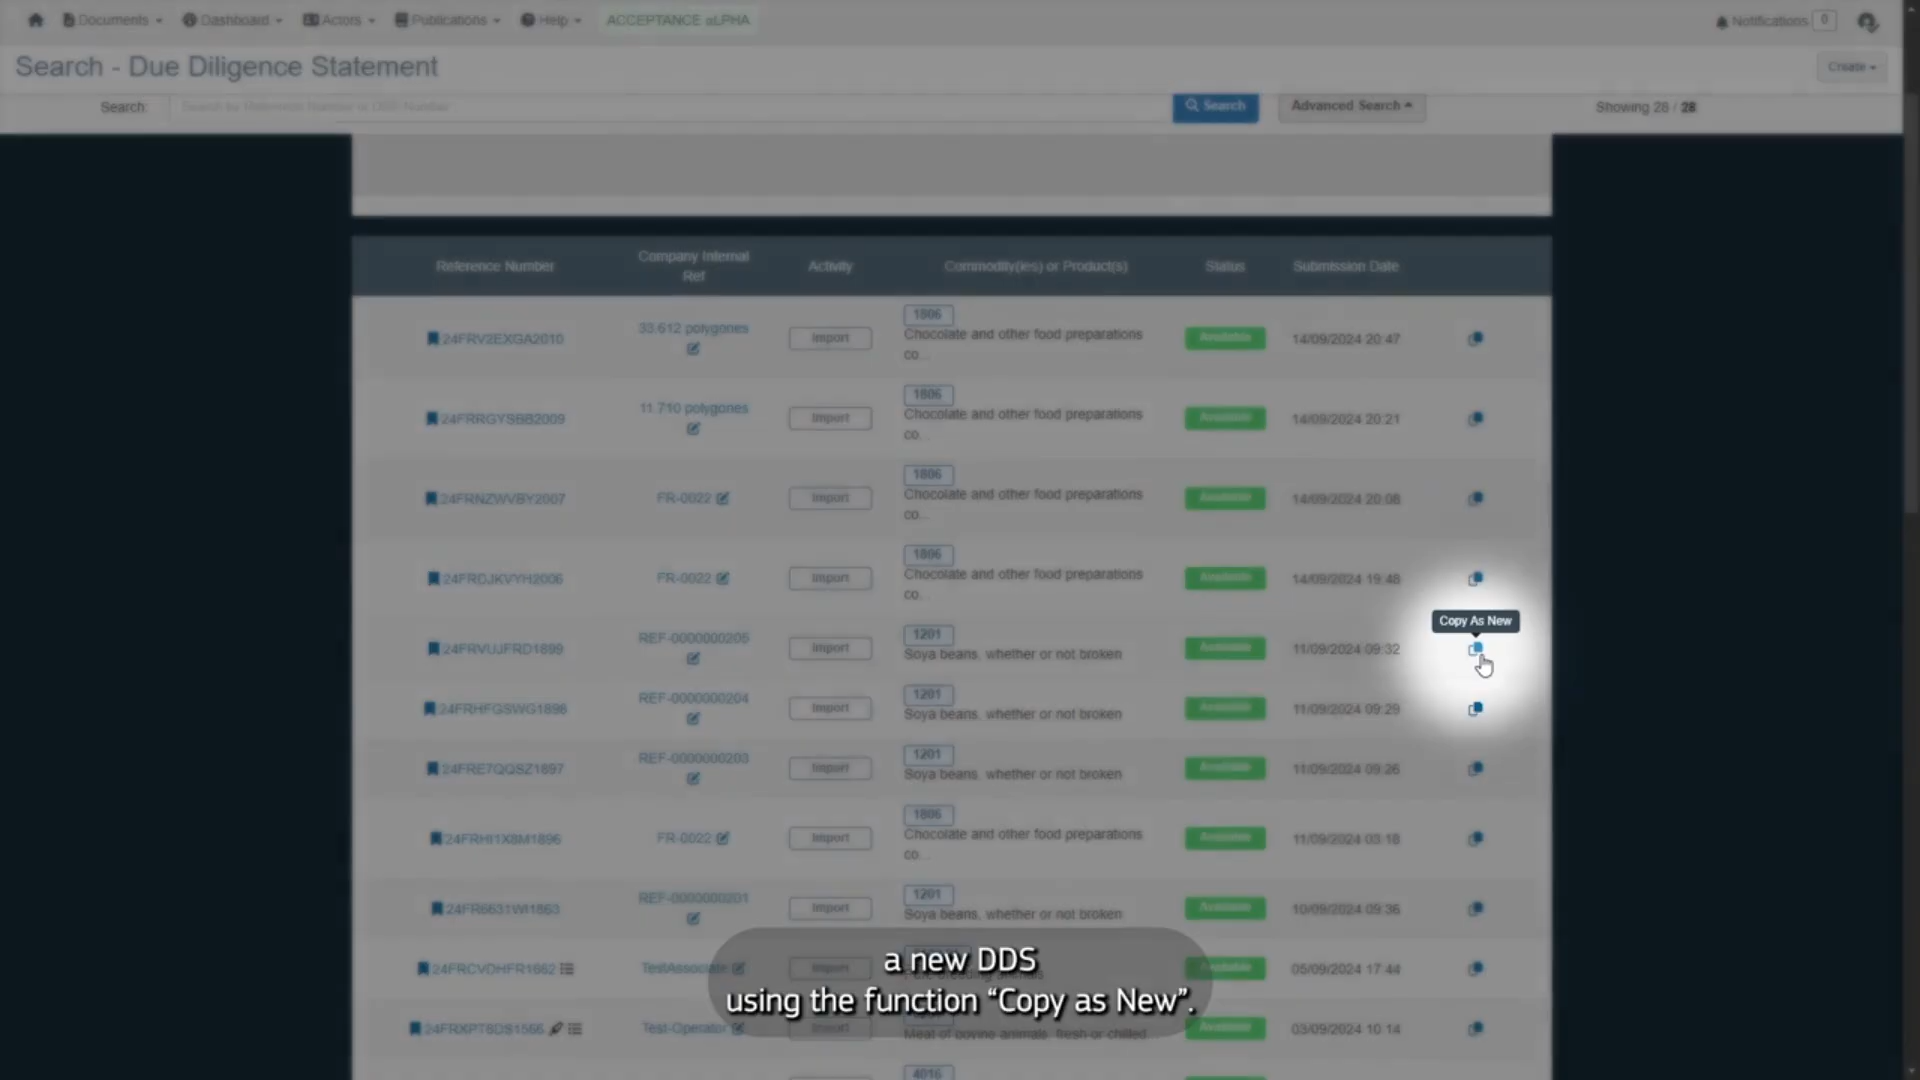 Documents
Dashboard
Actors
Publications
Help
ACCEPTANCE αLPHA
Notifications 0
Search - Due Diligence Statement
Create
Search:
Search by Reference Number or DDS Number
Search
Advanced Search
Showing 28 / 28
Reference Number
Company Internal
Ref
Activity
Commodity(ies) or Product(s)
Status
Submission Date
24FRV2EXGA2010
33.612 polygones
Import
1806
Chocolate and other food preparations
co...
Available
14/09/2024 20:47
24FRRGYSBB2009
11.710 polygones
Import
1806
Chocolate and other food preparations
co...
Available
14/09/2024 20:21
24FRNZWVBY2007
FR-0022
Import
1806
Chocolate and other food preparations
co...
Available
14/09/2024 20:08
24FRDJKVYH2006
FR-0022
Import
1806
Chocolate and other food preparations
co...
Available
14/09/2024 19:48
Copy As New
24FRVUJFRD1899
REF-0000000205
Import
1201
Soya beans, whether or not broken
Available
11/09/2024 09:32
24FRHFGSWG1898
REF-0000000204
Import
1201
Soya beans, whether or not broken
Available
11/09/2024 09:29
24FRE7QQSZ1897
REF-0000000203
Import
1201
Soya beans, whether or not broken
Available
11/09/2024 09:26
24FRHI1X8M1896
FR-0022
Import
1806
Chocolate and other food preparations
co...
Available
11/09/2024 03:18
24FR6631WI1863
REF-0000000201
Import
1201
Soya beans, whether or not broken
Available
10/09/2024 09:36
24FRCVDHFR1662
TestAssociate
Import
Available
05/09/2024 17:44
24FRXPT8DS1566
Test-Operator
Import
Meat of bovine animals, fresh or chilled
Available
03/09/2024 10:14
4016
a new DDS
using the function “Copy as New”.